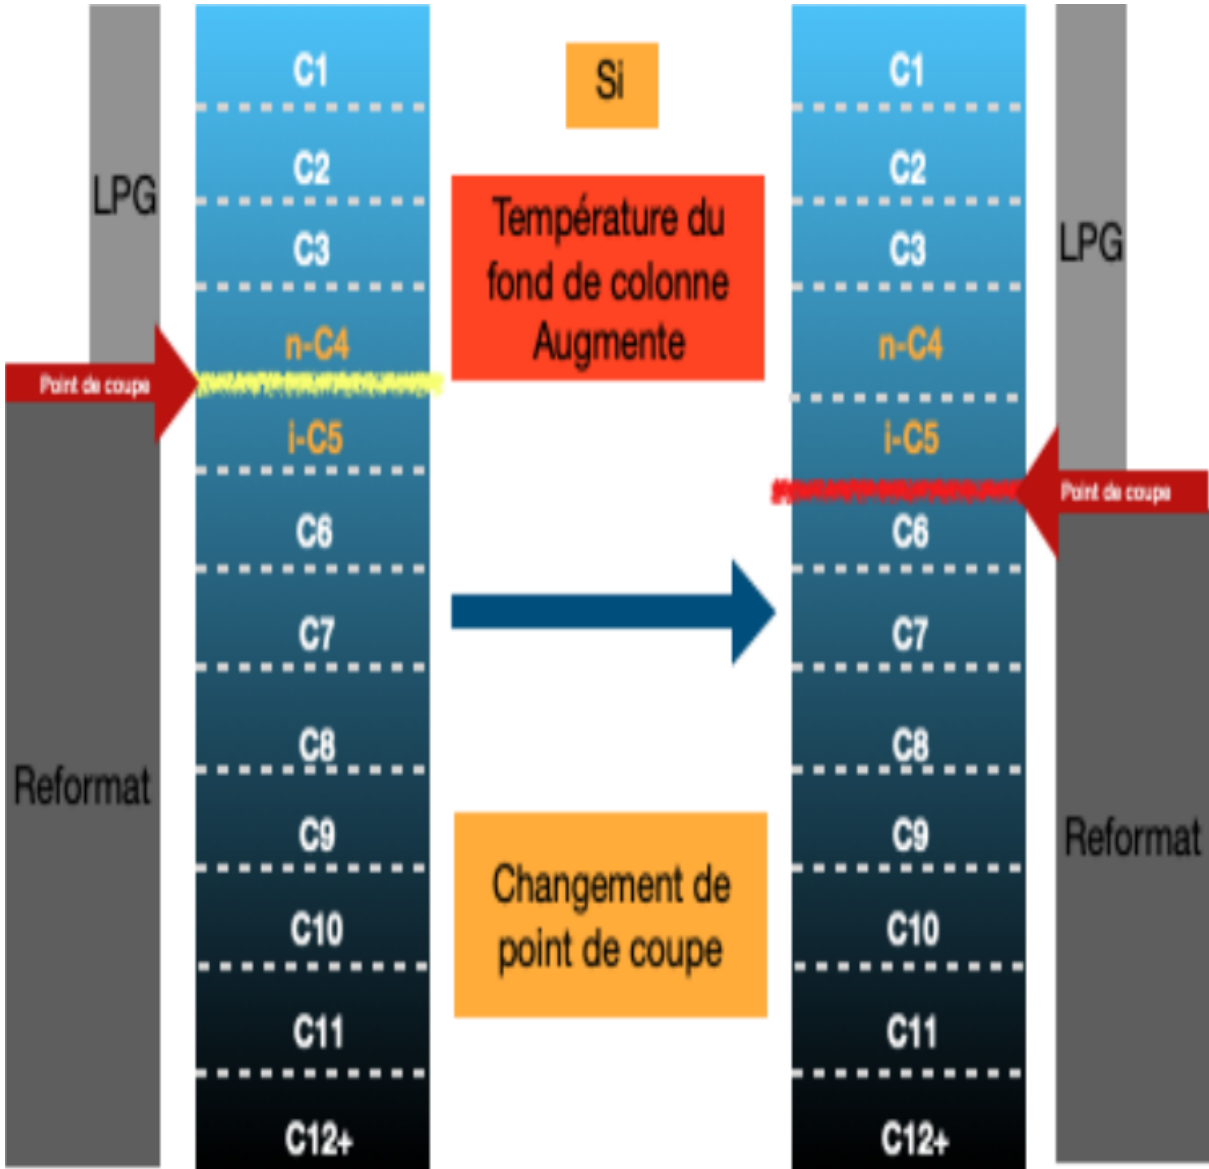 LPG
Point de coupe
Reformat
C1
C2
C3
n-C4
i-C5
C6
C7
C8
C9
C10
C11
C12+
Si
Température du
fond de colonne
Augmente
Changement de
point de coupe
C1
C2
C3
n-C4
i-C5
C6
C7
C8
C9
C10
C11
C12+
LPG
Point de coupe
Reformat